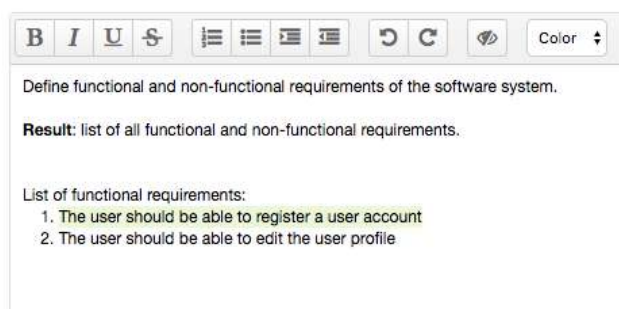 B I U S Color
Define functional and non-functional requirements of the software system.
Result: list of all functional and non-functional requirements.
List of functional requirements:
1. The user should be able to register a user account
2. The user should be able to edit the user profile